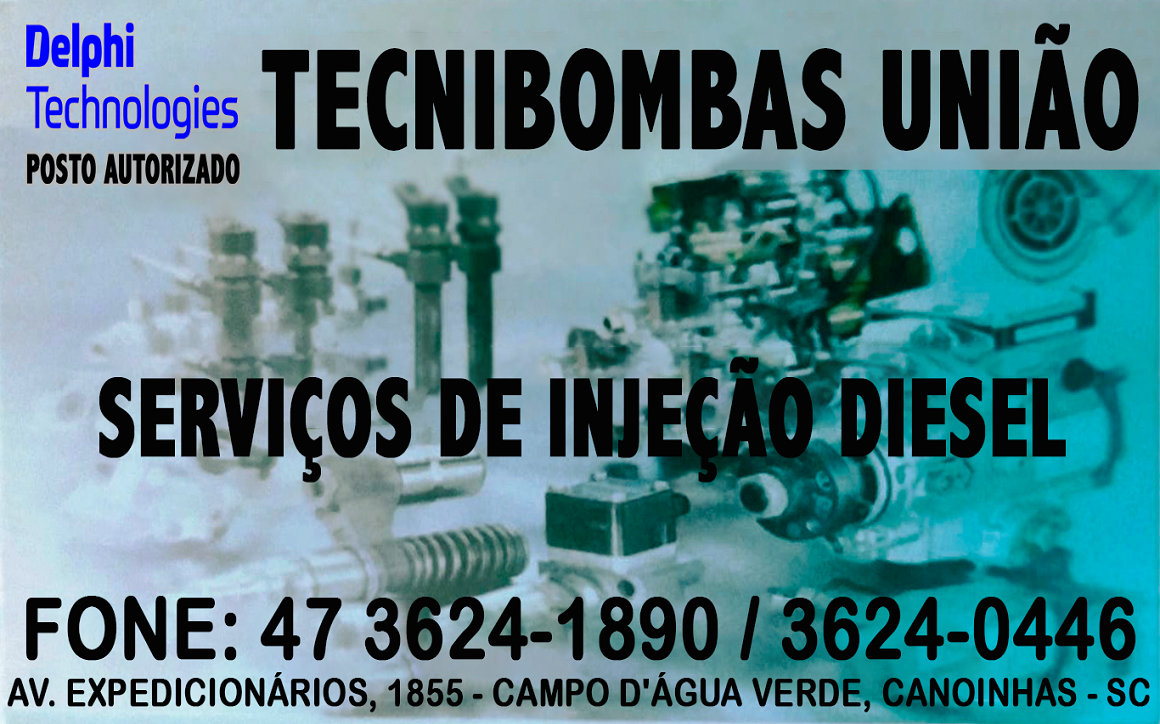 Delphi
Technologies
POSTO AUTORIZADO
TECNIBOMBAS UNIÃO
SERVIÇOS DE INJEÇÃO DIESEL
FONE: 47 3624-1890 / 3624-0446
AV. EXPEDICIONÁRIOS, 1855 - CAMPO D'ÁGUA VERDE, CANOINHAS - SC